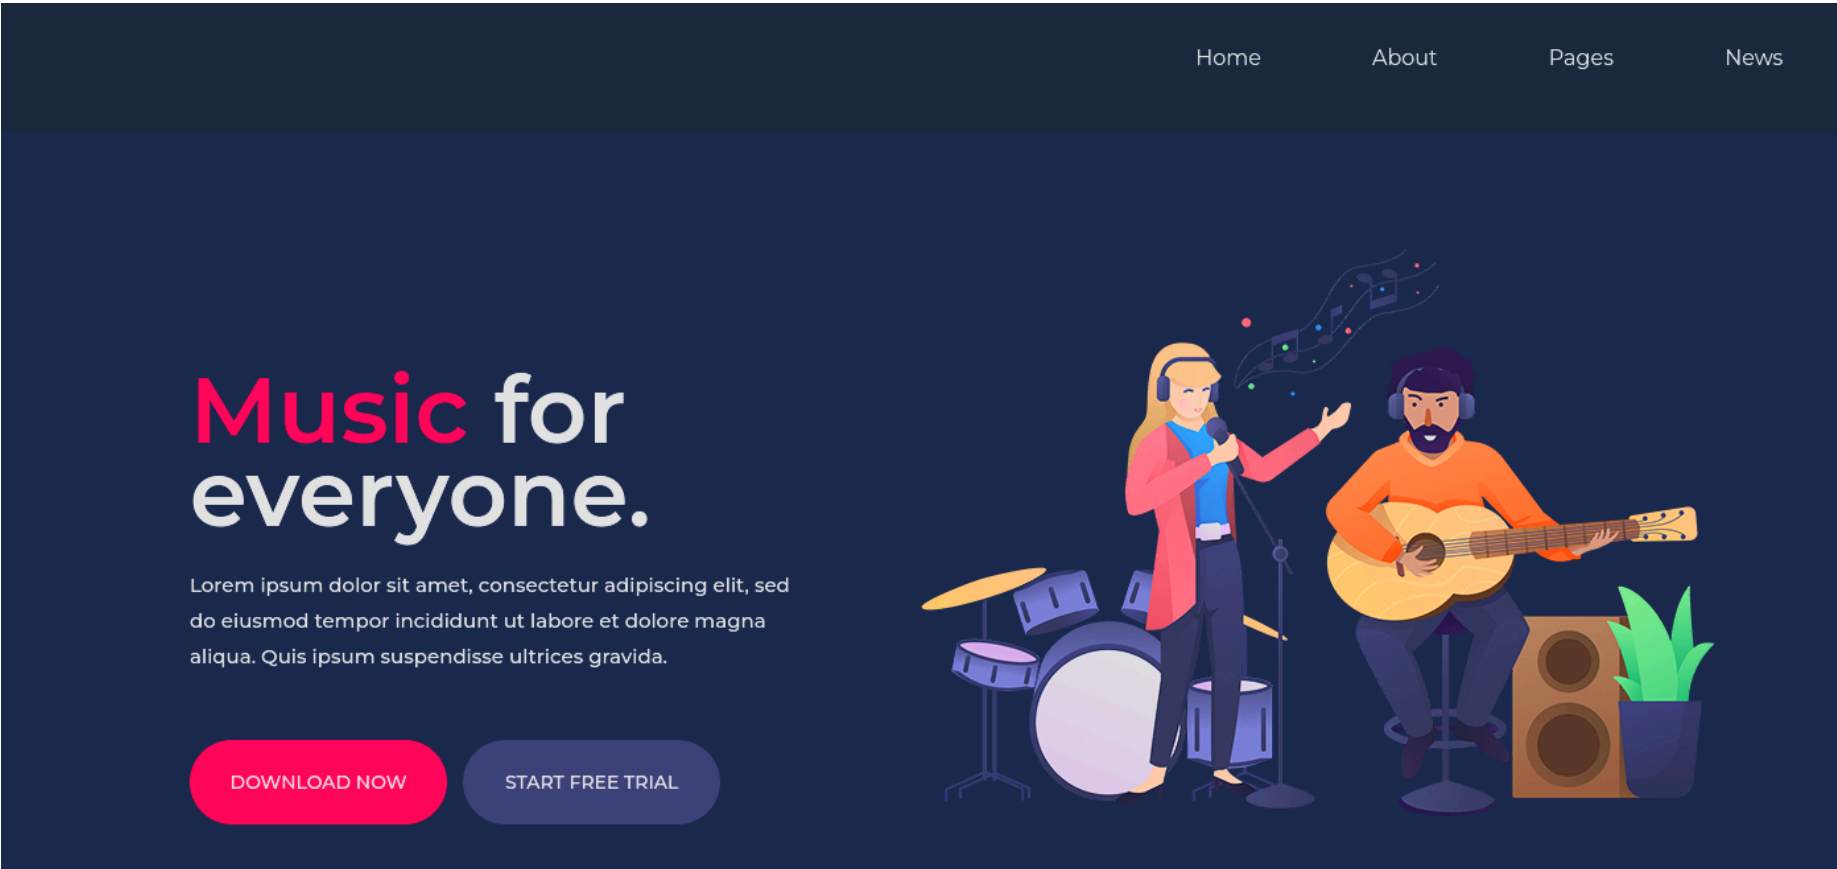 Home About Pages News
Music for
everyone.
Lorem ipsum dolor sit amet, consectetur adipiscing elit, sed
do eiusmod tempor incididunt ut labore et dolore magna
aliqua. Quis ipsum suspendisse ultrices gravida.
DOWNLOAD NOW START FREE TRIAL